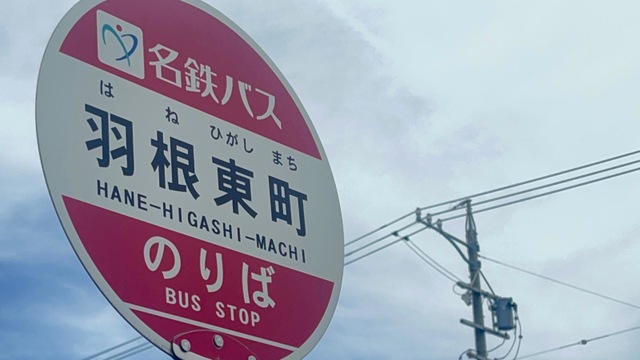 名鉄バス
はね ひがし まち
羽根東町
HANE-HIGASHI-MACHI
のりば
BUS STOP